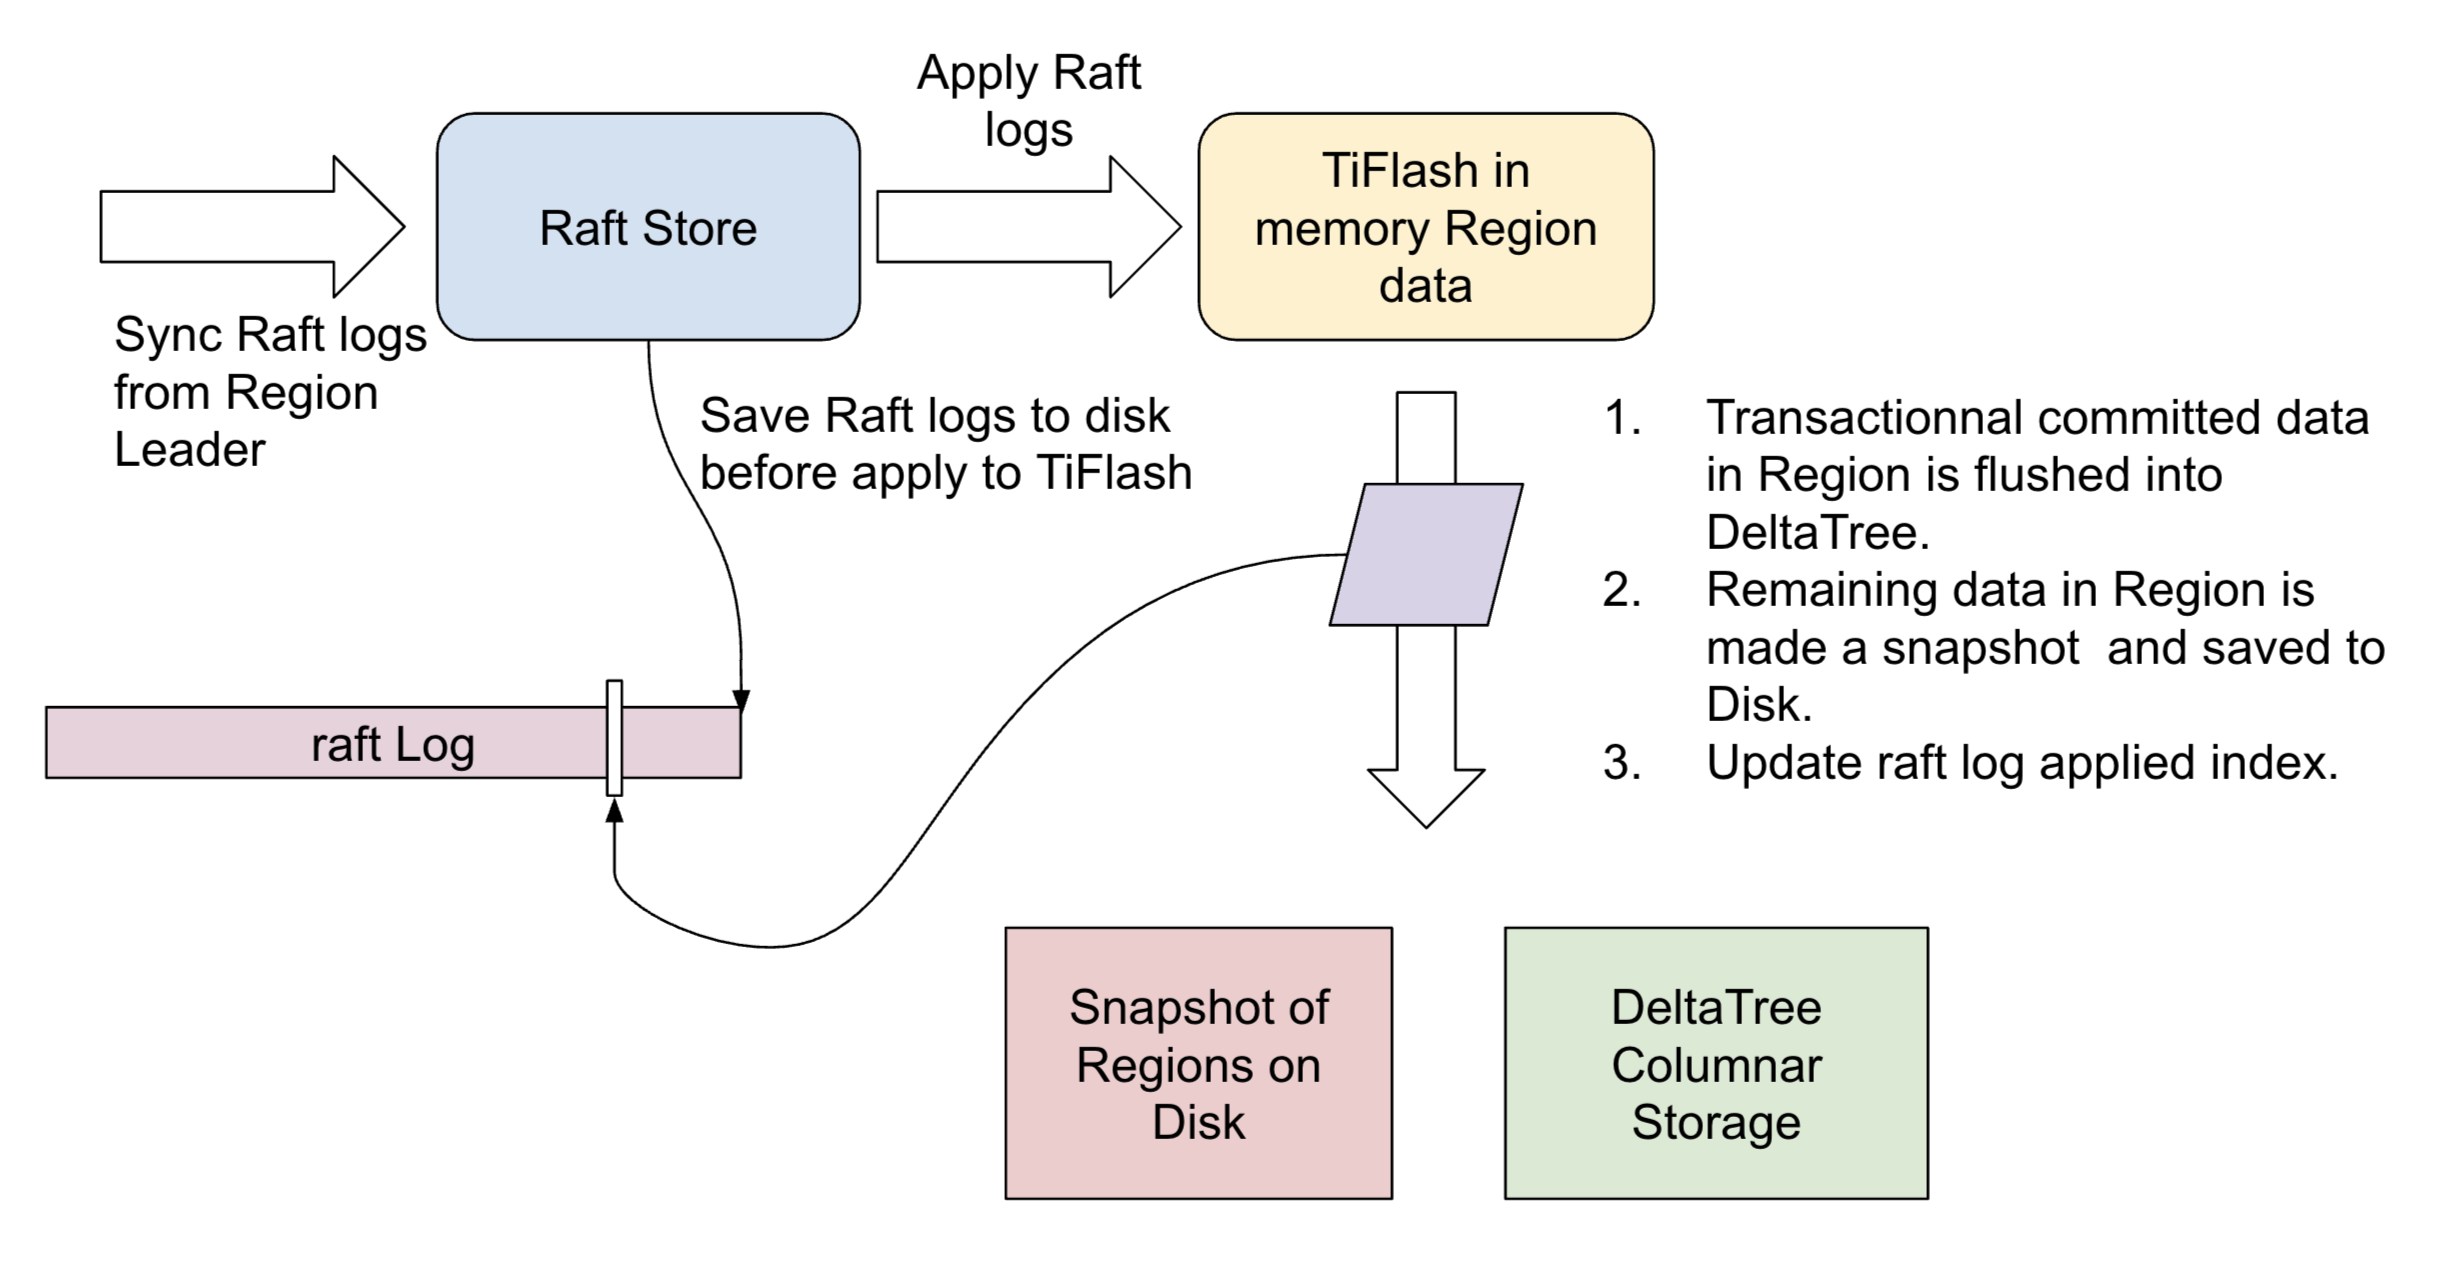 Apply Raft
logs
Raft Store
TiFlash in
memory Region
data
Sync Raft logs
from Region
Leader
Save Raft logs to disk
before apply to TiFlash
1. Transactionnal committed data
in Region is flushed into
DeltaTree.
2. Remaining data in Region is
made a snapshot  and saved to
Disk.
3. Update raft log applied index.
raft Log
Snapshot of
Regions on
Disk
DeltaTree
Columnar
Storage